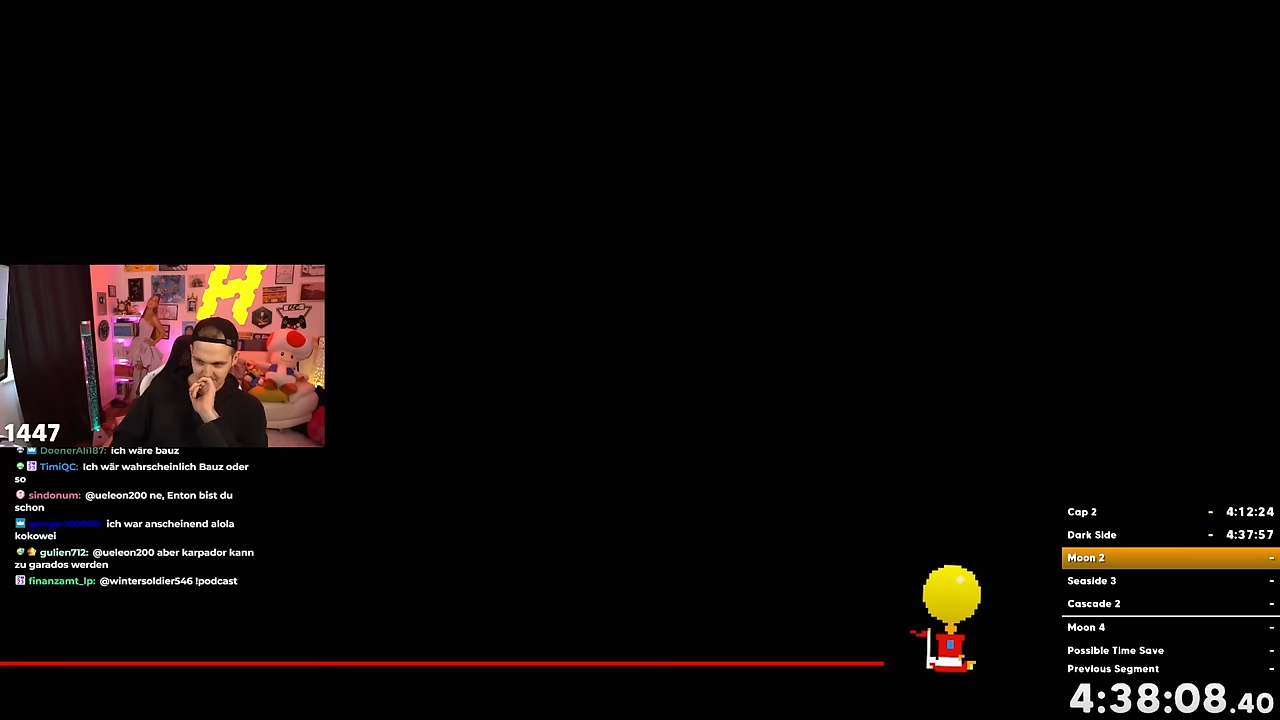 1447
DoenerAli187: ich wäre bauz
TimiQC: Ich wär wahrscheinlich Bauz oder
so
sindonum: @ueleon200 ne, Enton bist du
schon
ich war anscheinend alola
kokowei
gulien712: @ueleon200 aber karpador kann
zu garados werden
finanzamt_lp: @wintersoldier546 !podcast
Cap 2 - 4:12:24
Dark Side - 4:37:57
Moon 2 -
Seaside 3 -
Cascade 2 -
Moon 4 -
Possible Time Save -
Previous Segment -
4:38:08.40